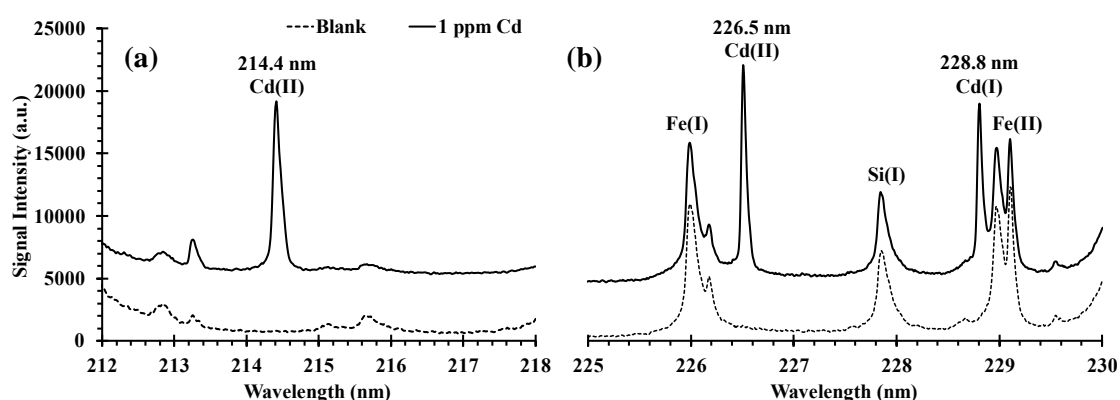 Blank 1 ppm Cd
(a)
214.4 nm
Cd(II)
Signal Intensity (a.u.)
25000
20000
15000
10000
5000
0
212 213 214 215 216 217 218
Wavelength (nm)
(b)
226.5 nm
Cd(II)
228.8 nm
Cd(I)
Fe(I)
Fe(II)
Si(I)
225 226 227 228 229 230
Wavelength (nm)